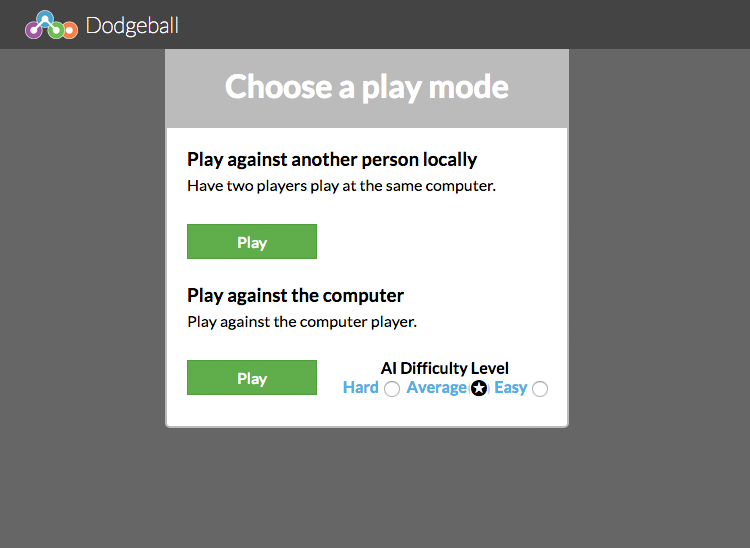 Dodgeball
Choose a play mode
Play against another person locally
Have two players play at the same computer.
Play
Play against the computer
Play against the computer player.
Play
AI Difficulty Level
Hard Average Easy